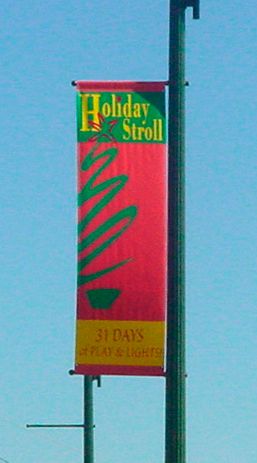 Holiday
Stroll
31 DAYS
of PLAY & LIGHTS!